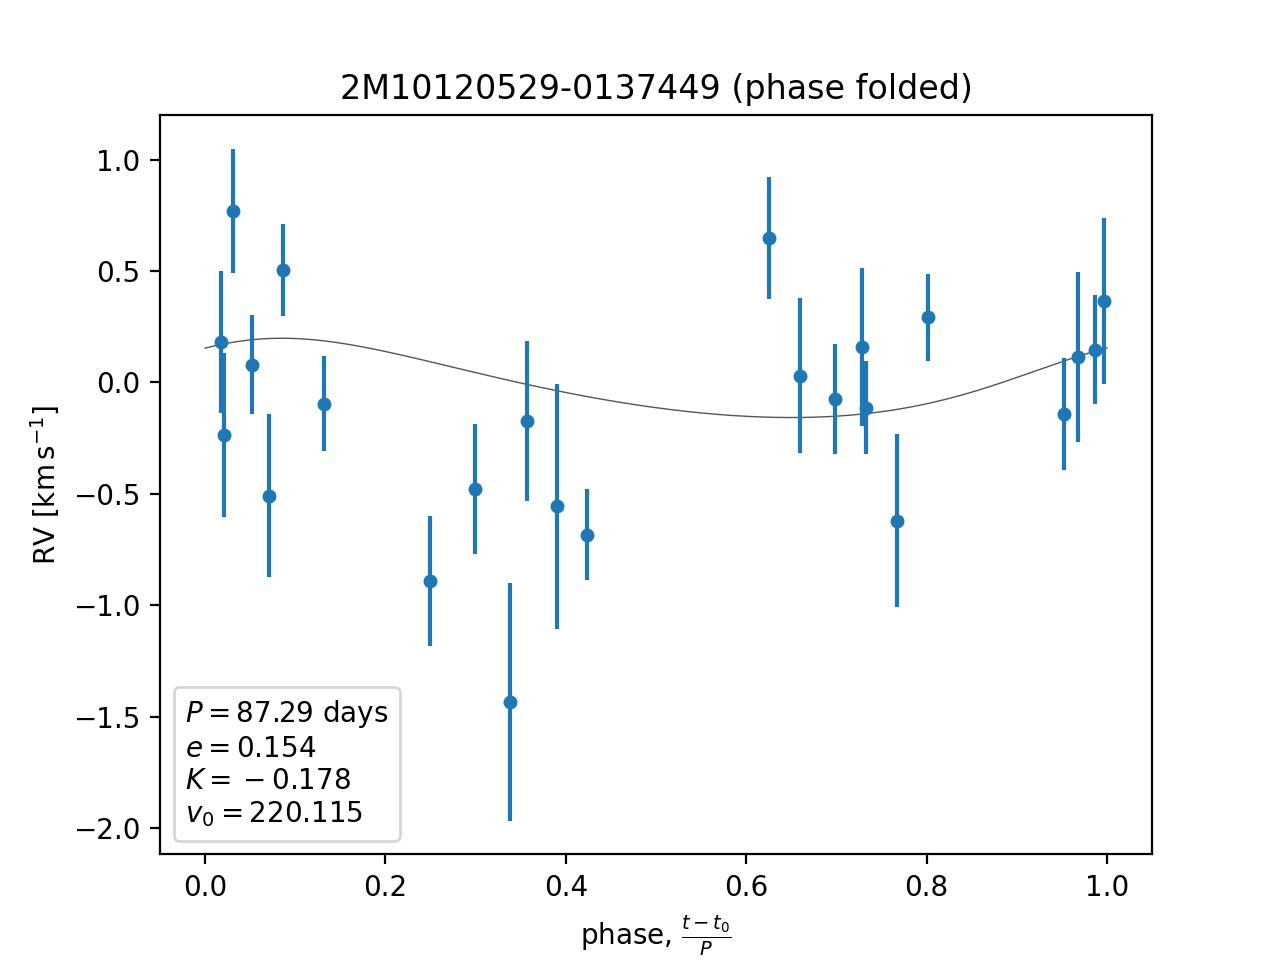 2M10120529-0137449 (phase folded)
RV [km s⁻¹]
1.0
0.5
0.0
−0.5
−1.0
−1.5
−2.0
P = 87.29 days
e = 0.154
K = −0.178
v₀ = 220.115
0.0 0.2 0.4 0.6 0.8 1.0
phase, (t − t₀)/P